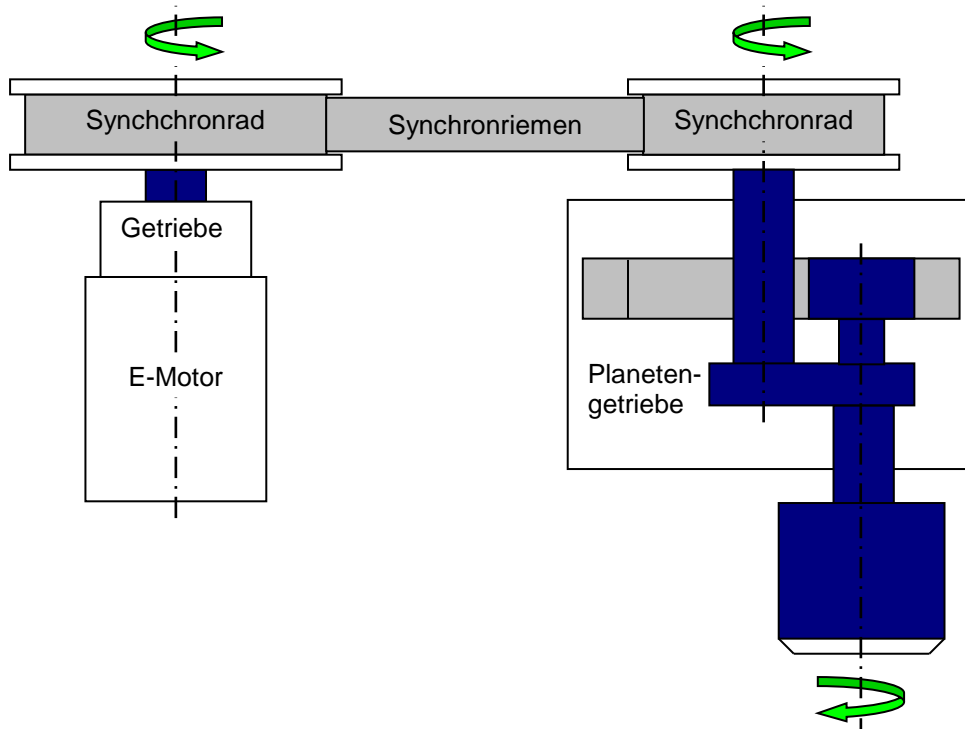 Synchchronrad
Synchronriemen
Synchchronrad
Getriebe
E-Motor
Planeten-
getriebe